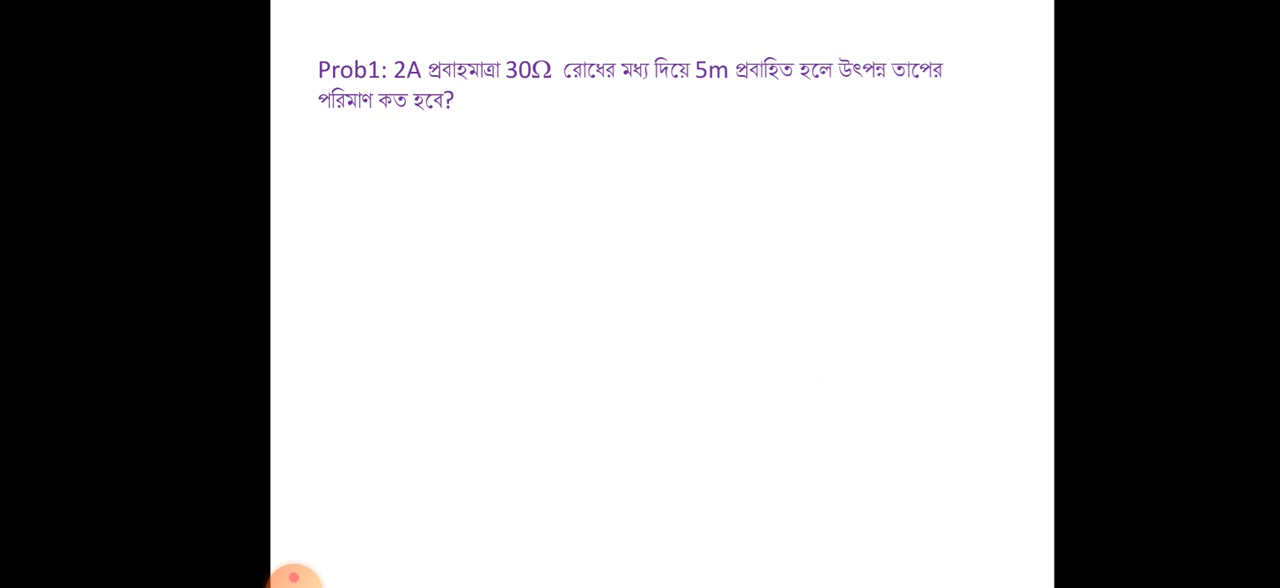 Prob1: 2A প্রবাহমাত্রা 30Ω রোধের মধ্য দিয়ে 5m প্রবাহিত হলে উৎপন্ন তাপের
পরিমাণ কত হবে?